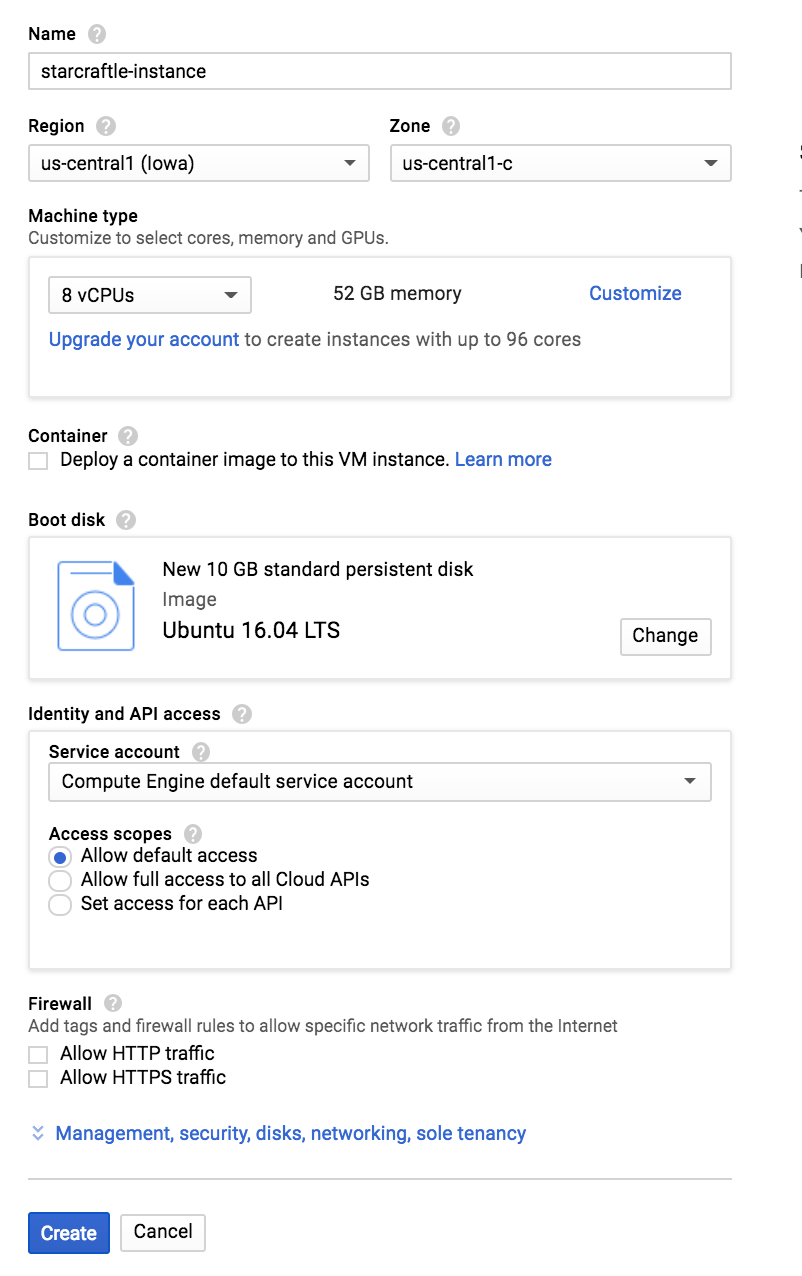 Name
starcraftle-instance
Region Zone
us-central1 (Iowa) us-central1-c
Machine type
Customize to select cores, memory and GPUs.
8 vCPUs 52 GB memory Customize
Upgrade your account to create instances with up to 96 cores
Container
Deploy a container image to this VM instance. Learn more
Boot disk
New 10 GB standard persistent disk
Image
Ubuntu 16.04 LTS
Change
Identity and API access
Service account
Compute Engine default service account
Access scopes
Allow default access
Allow full access to all Cloud APIs
Set access for each API
Firewall
Add tags and firewall rules to allow specific network traffic from the Internet
Allow HTTP traffic
Allow HTTPS traffic
Management, security, disks, networking, sole tenancy
Create Cancel